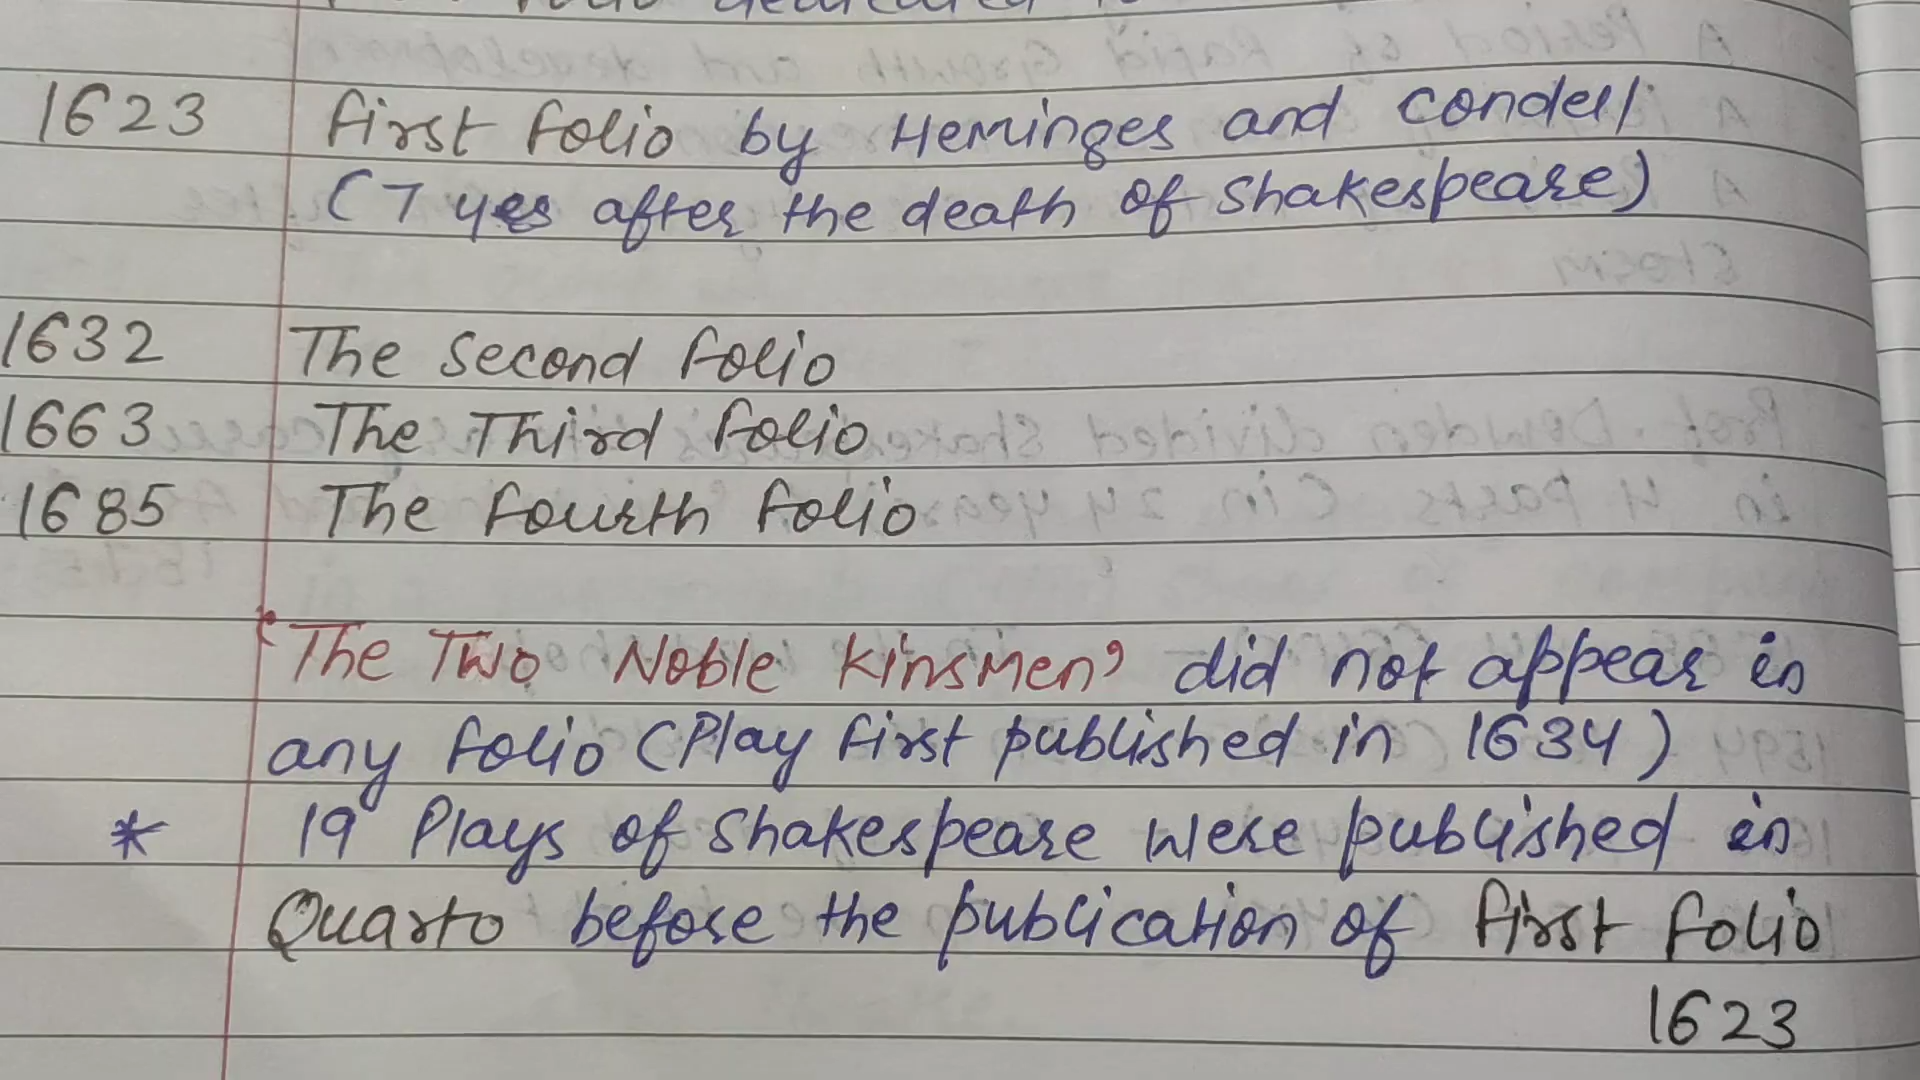 1623 First Folio by Heminges and Condell
(7 yrs after the death of Shakespeare)
1632 The Second Folio
1663 The Third Folio
1685 The Fourth Folio
'The Two Noble Kinsmen' did not appear in
any folio (Play first published in 1634)
* 19 Plays of Shakespeare were published in
Quarto before the publication of First Folio
1623